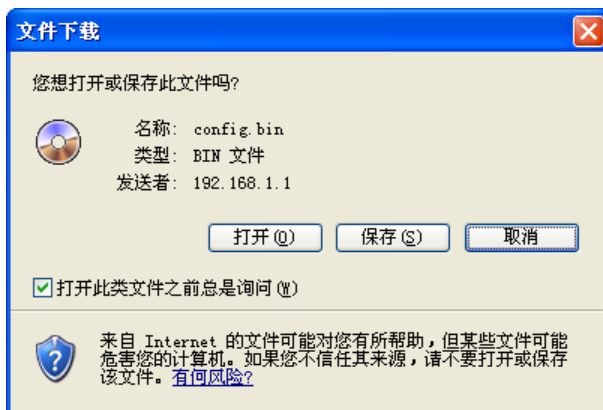 文件下载
您想打开或保存此文件吗?
名称: config.bin
类型: BIN 文件
发送者: 192.168.1.1
打开(O) 保存(S) 取消
打开此类文件之前总是询问(W)
来自 Internet 的文件可能对您有所帮助，但某些文件可能
危害您的计算机。如果您不信任其来源，请不要打开或保存
该文件。有何风险?